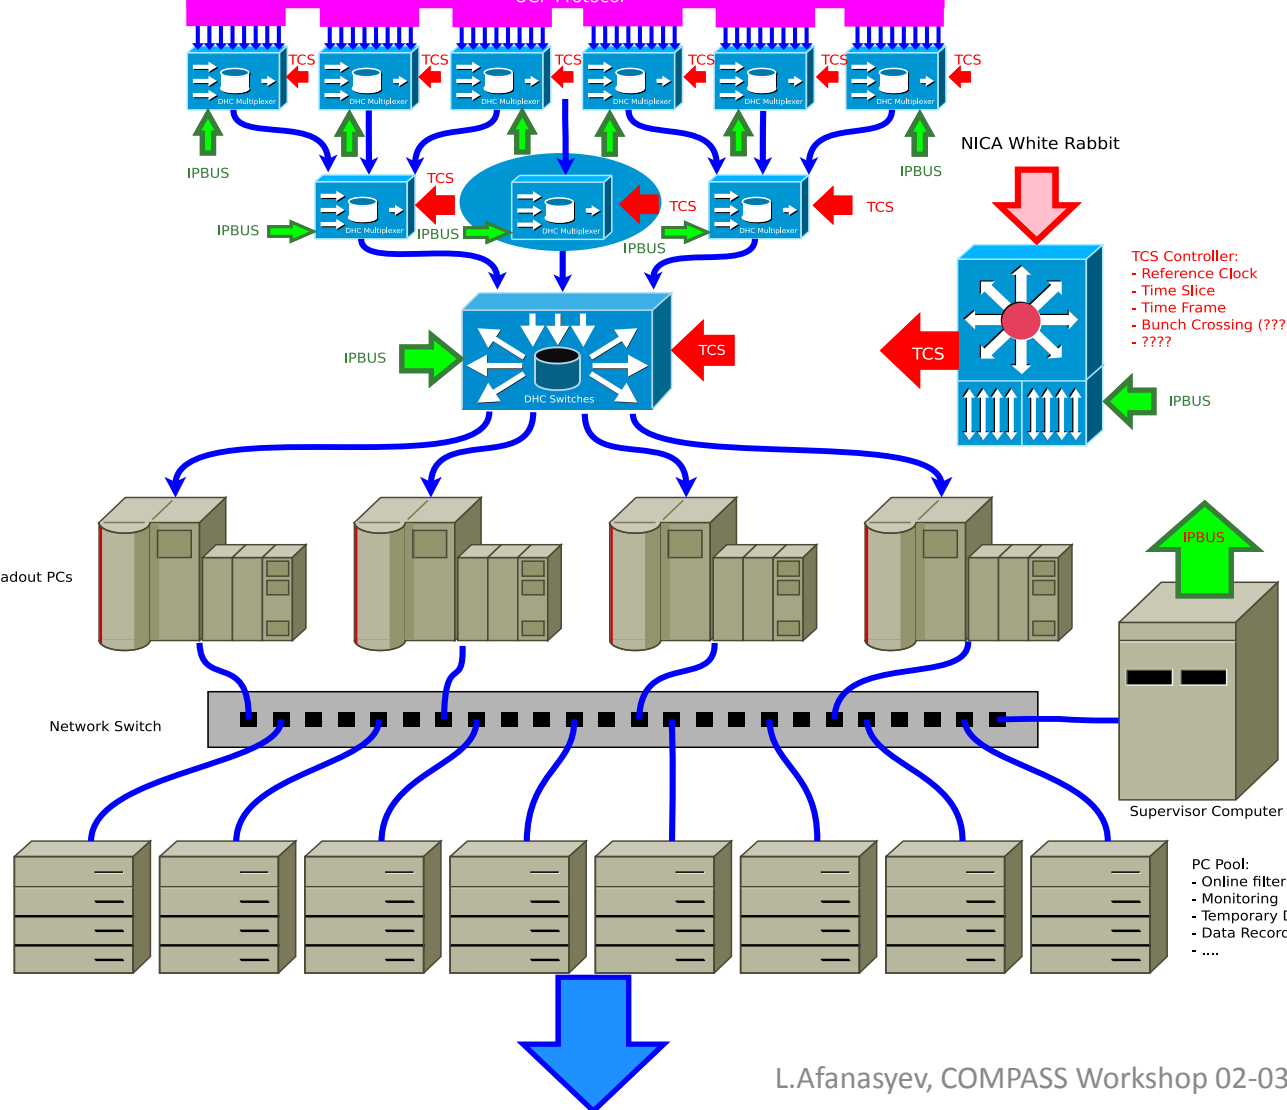 UCF Protocol
TCS TCS TCS TCS TCS TCS
DHC Multiplexer DHC Multiplexer DHC Multiplexer DHC Multiplexer DHC Multiplexer DHC Multiplexer
NICA White Rabbit
IPBUS
IPBUS
TCS
TCS
TCS
IPBUS
IPBUS
IPBUS
DHC Multiplexer DHC Multiplexer DHC Multiplexer
TCS Controller:
- Reference Clock
- Time Slice
- Time Frame
- Bunch Crossing (???
- ????
IPBUS
TCS
TCS
DHC Switches
IPBUS
IPBUS
adout PCs
Network Switch
Supervisor Computer
PC Pool:
- Online filter
- Monitoring
- Temporary D
- Data Record
- ....
L.Afanasyev, COMPASS Workshop 02-03